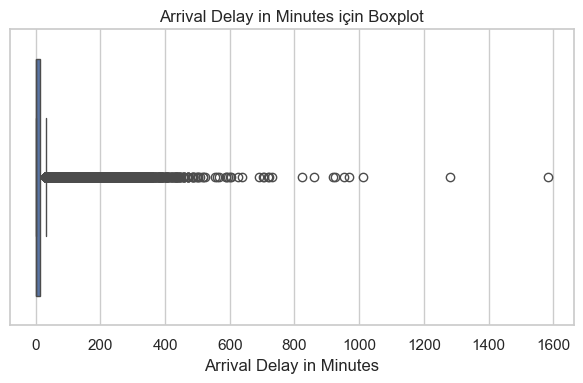 Arrival Delay in Minutes için Boxplot
0 200 400 600 800 1000 1200 1400 1600
Arrival Delay in Minutes